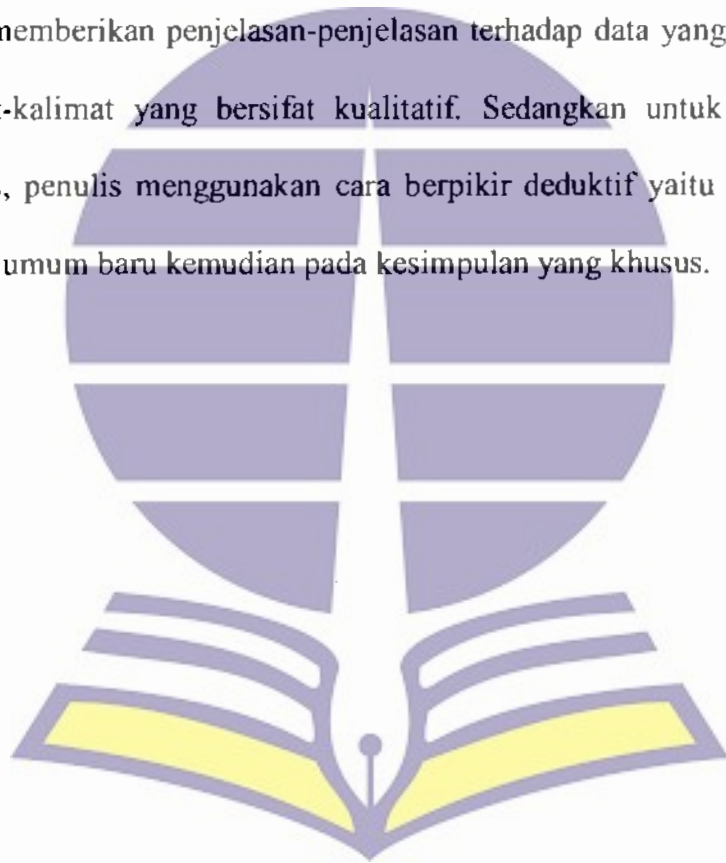 memberikan penjelasan-penjelasan terhadap data yang
-kalimat yang bersifat kualitatif. Sedangkan untuk
, penulis menggunakan cara berpikir deduktif yaitu
umum baru kemudian pada kesimpulan yang khusus.